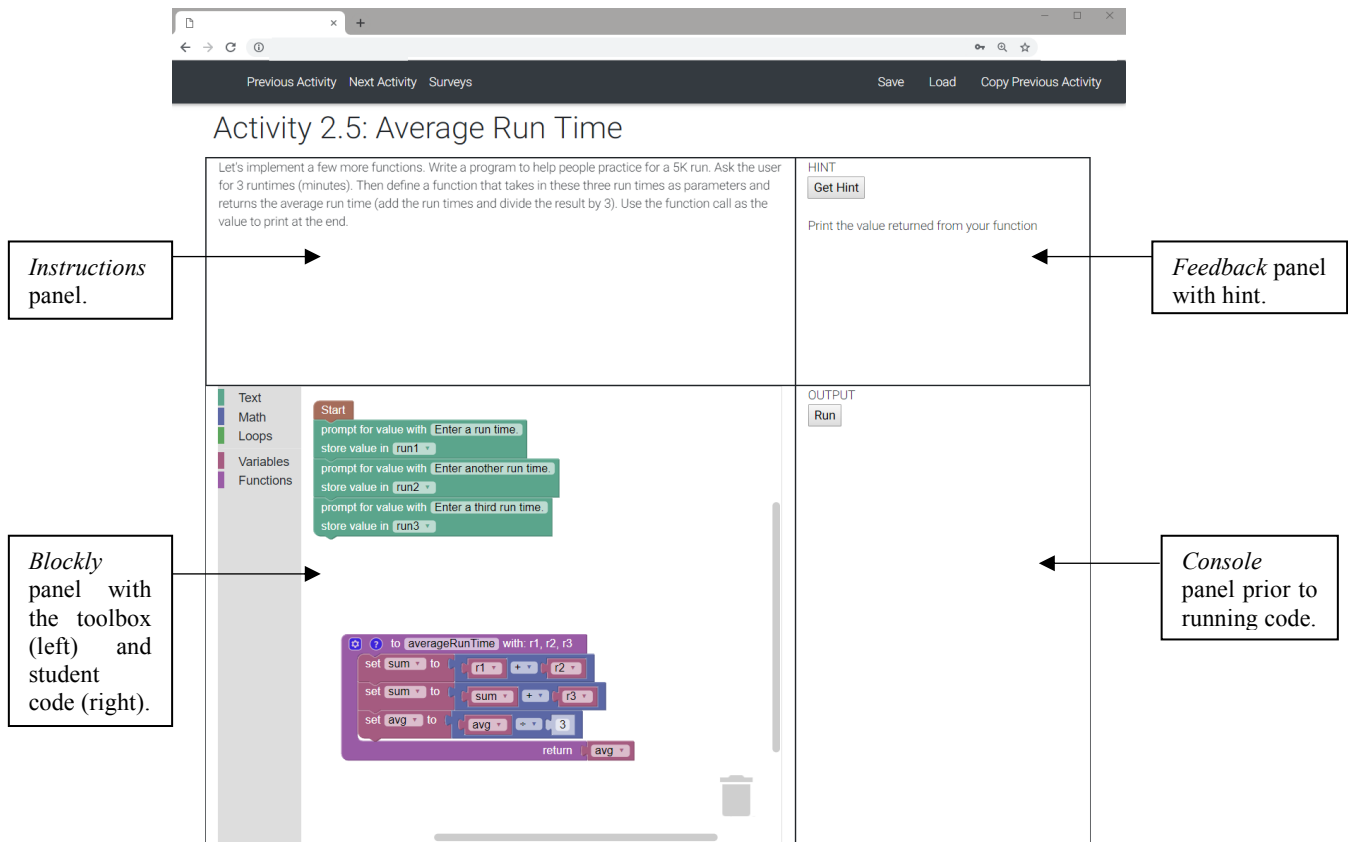 Previous Activity Next Activity Surveys Save Load Copy Previous Activity
Activity 2.5: Average Run Time
Let's implement a few more functions. Write a program to help people practice for a 5K run. Ask the user
for 3 runtimes (minutes). Then define a function that takes in these three run times as parameters and
returns the average run time (add the run times and divide the result by 3). Use the function call as the
value to print at the end.
HINT
Get Hint
Print the value returned from your function
Instructions
panel.
Feedback panel
with hint.
Text
Math
Loops
Variables
Functions
Start
prompt for value with Enter a run time.
store value in run1
prompt for value with Enter another run time.
store value in run2
prompt for value with Enter a third run time.
store value in run3
to averageRunTime with: r1, r2, r3
set sum to r1 + r2
set sum to sum + r3
set avg to avg ÷ 3
return avg
OUTPUT
Run
Blockly
panel with
the toolbox
(left) and
student
code (right).
Console
panel prior to
running code.